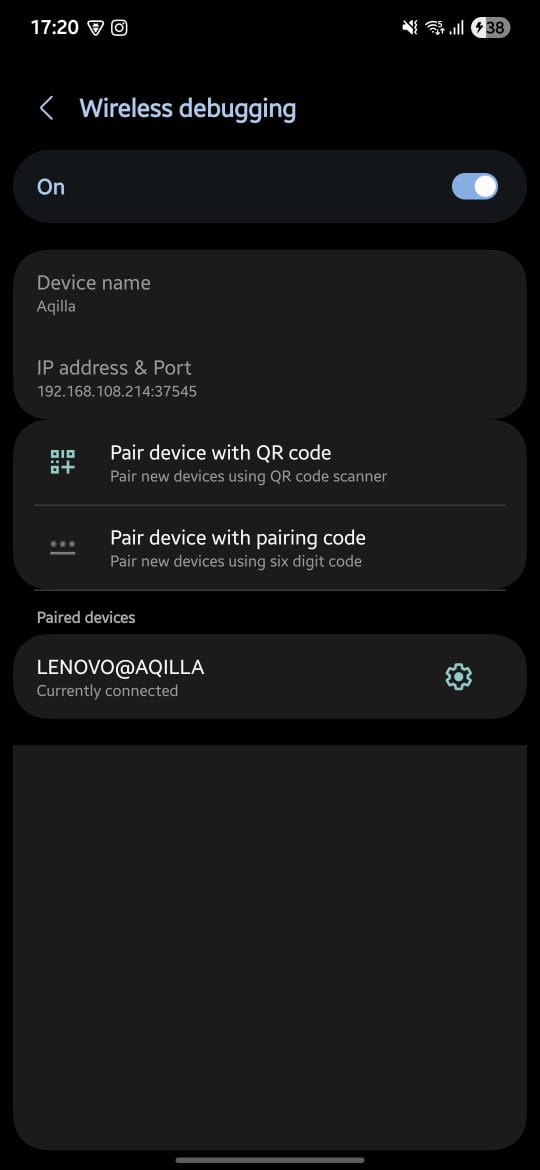 17:20
38
Wireless debugging
On
Device name
Aqilla
IP address & Port
192.168.108.214:37545
Pair device with QR code
Pair new devices using QR code scanner
***
Pair device with pairing code
Pair new devices using six digit code
Paired devices
LENOVO@AQILLA
Currently connected